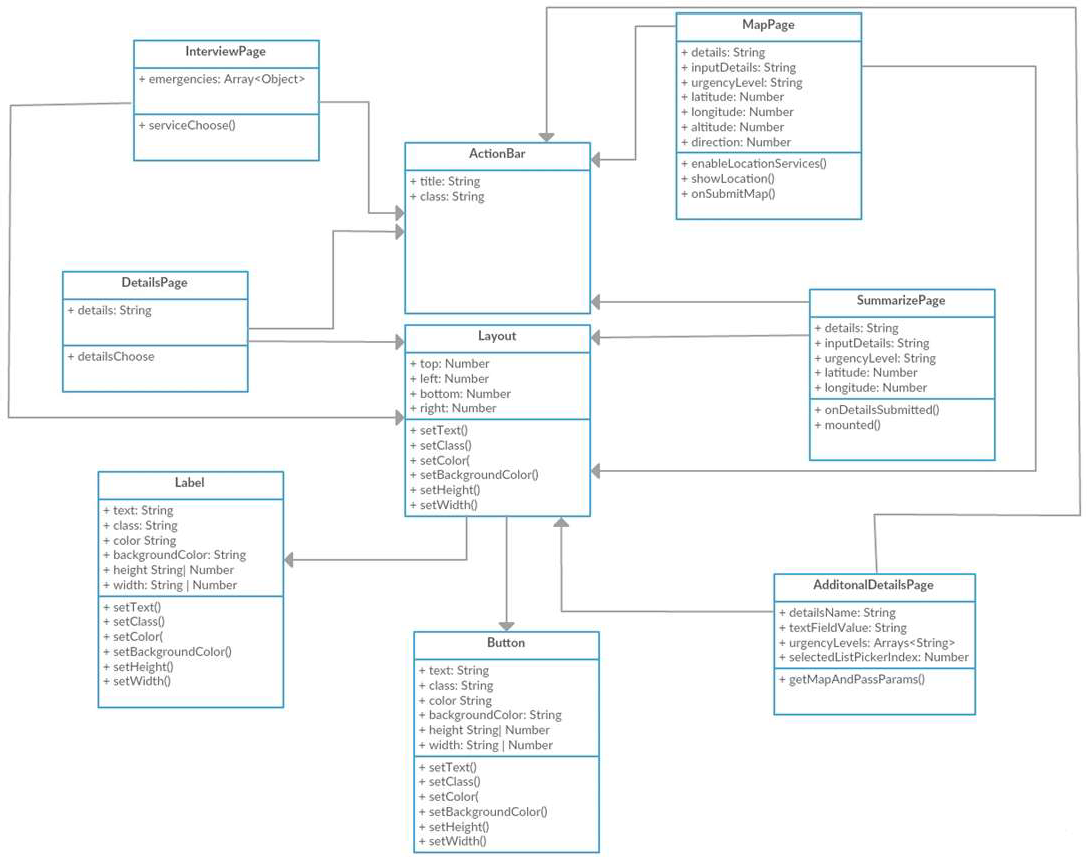 InterviewPage
+ emergencies: Array<Object>
+ serviceChoose()
MapPage
+ details: String
+ inputDetails: String
+ urgencyLevel: String
+ latitude: Number
+ longitude: Number
+ altitude: Number
+ direction: Number
+ enableLocationServices()
+ showLocation()
+ onSubmitMap()
ActionBar
+ title: String
+ class: String
DetailsPage
+ details: String
+ detailsChoose
Layout
+ top: Number
+ left: Number
+ bottom: Number
+ right: Number
+ setText()
+ setClass()
+ setColor(
+ setBackgroundColor()
+ setHeight()
+ setWidth()
SummarizePage
+ details: String
+ inputDetails: String
+ urgencyLevel: String
+ latitude: Number
+ longitude: Number
+ onDetailsSubmitted()
+ mounted()
Label
+ text: String
+ class: String
+ color String
+ backgroundColor: String
+ height String| Number
+ width: String | Number
+ setText()
+ setClass()
+ setColor(
+ setBackgroundColor()
+ setHeight()
+ setWidth()
Button
+ text: String
+ class: String
+ color String
+ backgroundColor: String
+ height String| Number
+ width: String | Number
+ setText()
+ setClass()
+ setColor(
+ setBackgroundColor()
+ setHeight()
+ setWidth()
AdditonalDetailsPage
+ detailsName: String
+ textFieldValue: String
+ urgencyLevels: Arrays<String>
+ selectedListPickerIndex: Number
+ getMapAndPassParams()